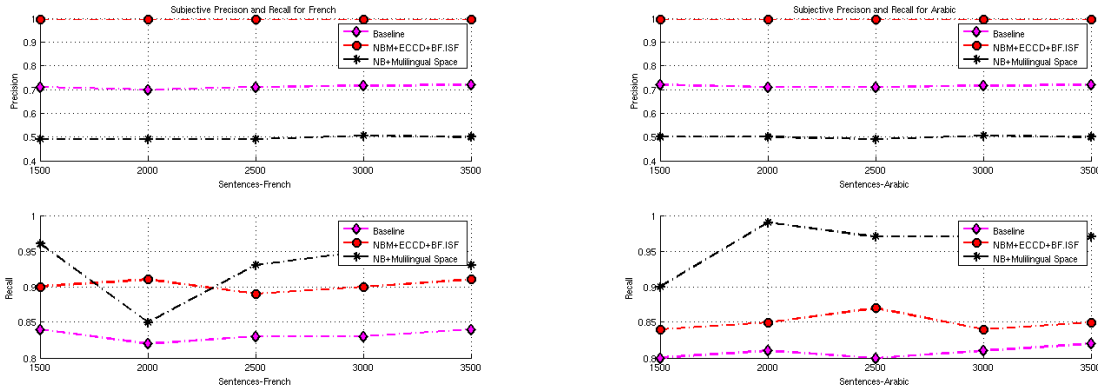 Subjective Precison and Recall for French
1
0.9
0.8
0.7
0.6
0.5
0.4
Precision
Baseline
NBM+ECCD+BF.ISF
NB+Mulilingual Space
1500
2000
2500
3000
3500
Sentences-French
Subjective Precison and Recall for Arabic
1
0.9
0.8
0.7
0.6
0.5
0.4
Precision
Baseline
NBM+ECCD+BF.ISF
NB+Mulilingual Space
1500
2000
2500
3000
3500
Sentences-Arabic
1
0.95
0.9
0.85
0.8
Recall
Baseline
NBM+ECCD+BF.ISF
NB+Mulilingual Space
1500
2000
2500
3000
3500
Sentences-French
1
0.95
0.9
0.85
0.8
Recall
Baseline
NBM+ECCD+BF.ISF
NB+Mulilingual Space
1500
2000
2500
3000
3500
Sentences-Arabic